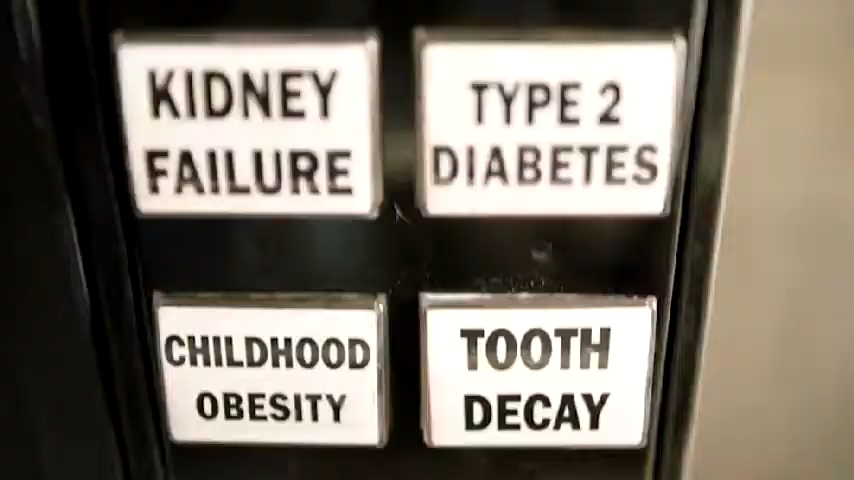 KIDNEY
FAILURE
TYPE 2
DIABETES
CHILDHOOD
OBESITY
TOOTH
DECAY